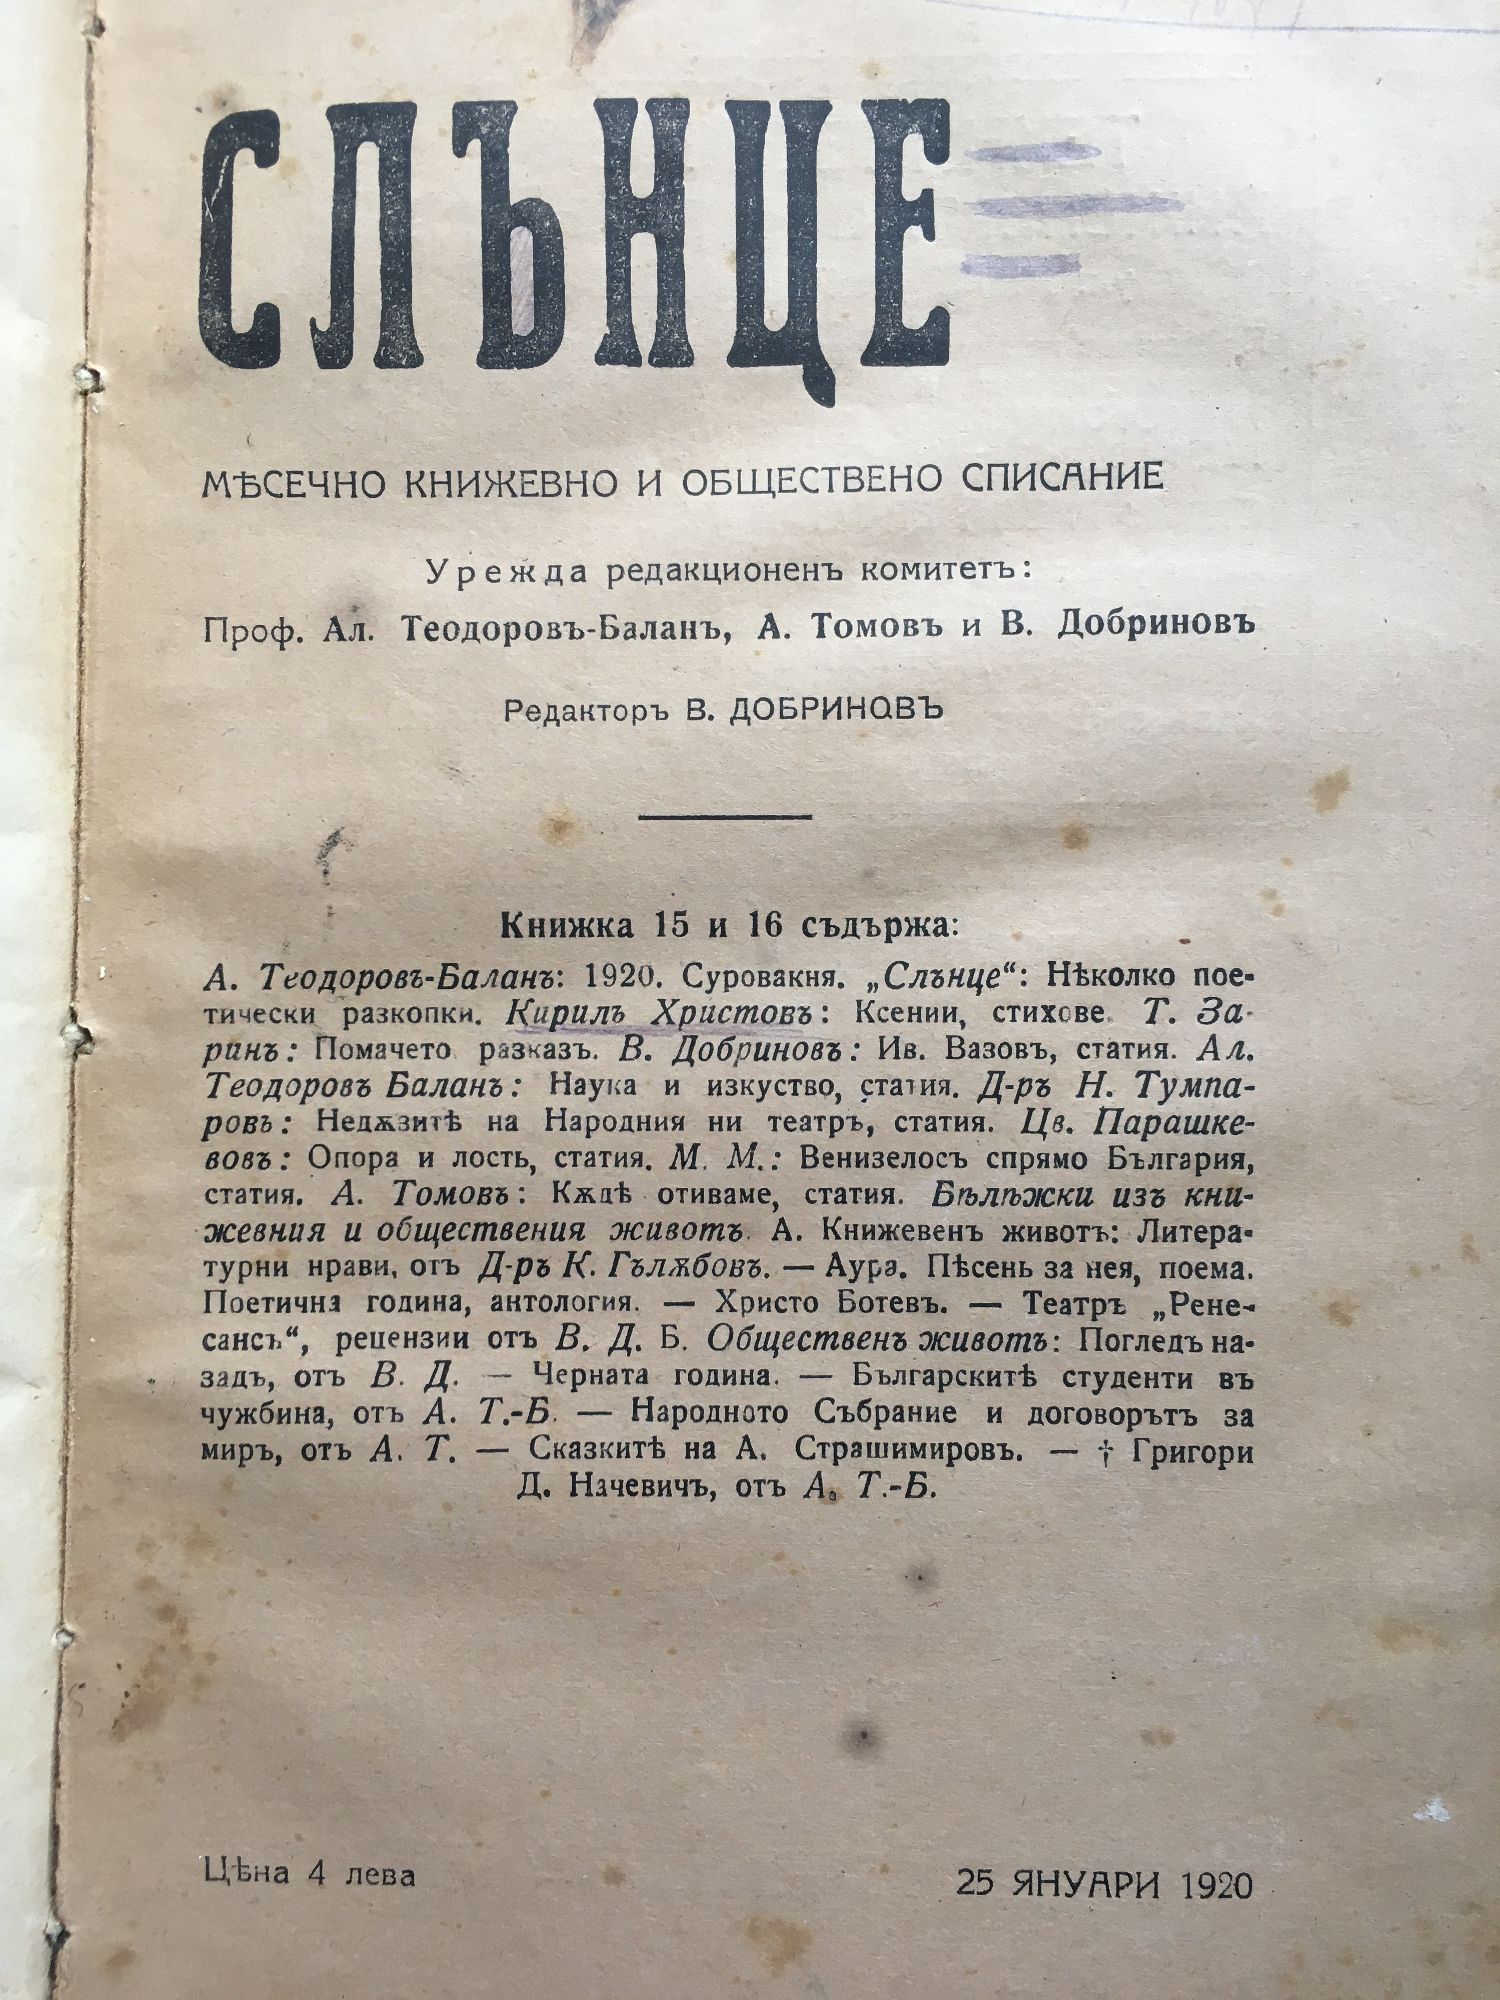 СЛЪНЦЕ
МѢСЕЧНО КНИЖЕВНО И ОБЩЕСТВЕНО СПИСАНИЕ
Урежда редакционенъ комитетъ:
Проф. Ал. Теодоровъ-Баланъ, А. Томовъ и В. Добриновъ
Редакторъ В. ДОБРИНОВЪ
Книжка 15 и 16 съдържа:
А. Теодоровъ-Баланъ: 1920. Суровакня. „Слънце“: Нѣколко пое-
тически разкопки. Кирилъ Христовъ: Ксении, стихове. Т. За-
ринъ: Помачето разказъ. В. Добриновъ: Ив. Вазовъ, статия. Ал.
Теодоровъ Баланъ: Наука и изкуство, статия. Д-ръ Н. Тумпа-
ровъ: Недѫзитѣ на Народния ни театръ, статия. Цв. Парашке-
вовъ: Опора и лость, статия. М. М.: Венизелосъ спрямо България,
статия. А. Томовъ: Кѫдѣ отиваме, статия. Бѣлѣжки изъ кни-
жевния и обществения животъ. А. Книжевенъ животъ: Литера-
турни нрави, отъ Д-ръ К. Гълѫбовъ. — Аура. Пѣсень за нея, поема.
Поетична година, антология. — Христо Ботевъ. — Театръ „Рене-
сансъ“, рецензии отъ В. Д. Б. Общественъ животъ: Погледъ на-
задъ, отъ В. Д. — Черната година. — Българскитѣ студенти въ
чужбина, отъ А. Т.-Б. — Народното Събрание и договорътъ за
миръ, отъ А. Т. — Сказкитѣ на А. Страшимировъ. — † Григори
Д. Начевичъ, отъ А. Т.-Б.
Цѣна 4 лева
25 ЯНУАРИ 1920